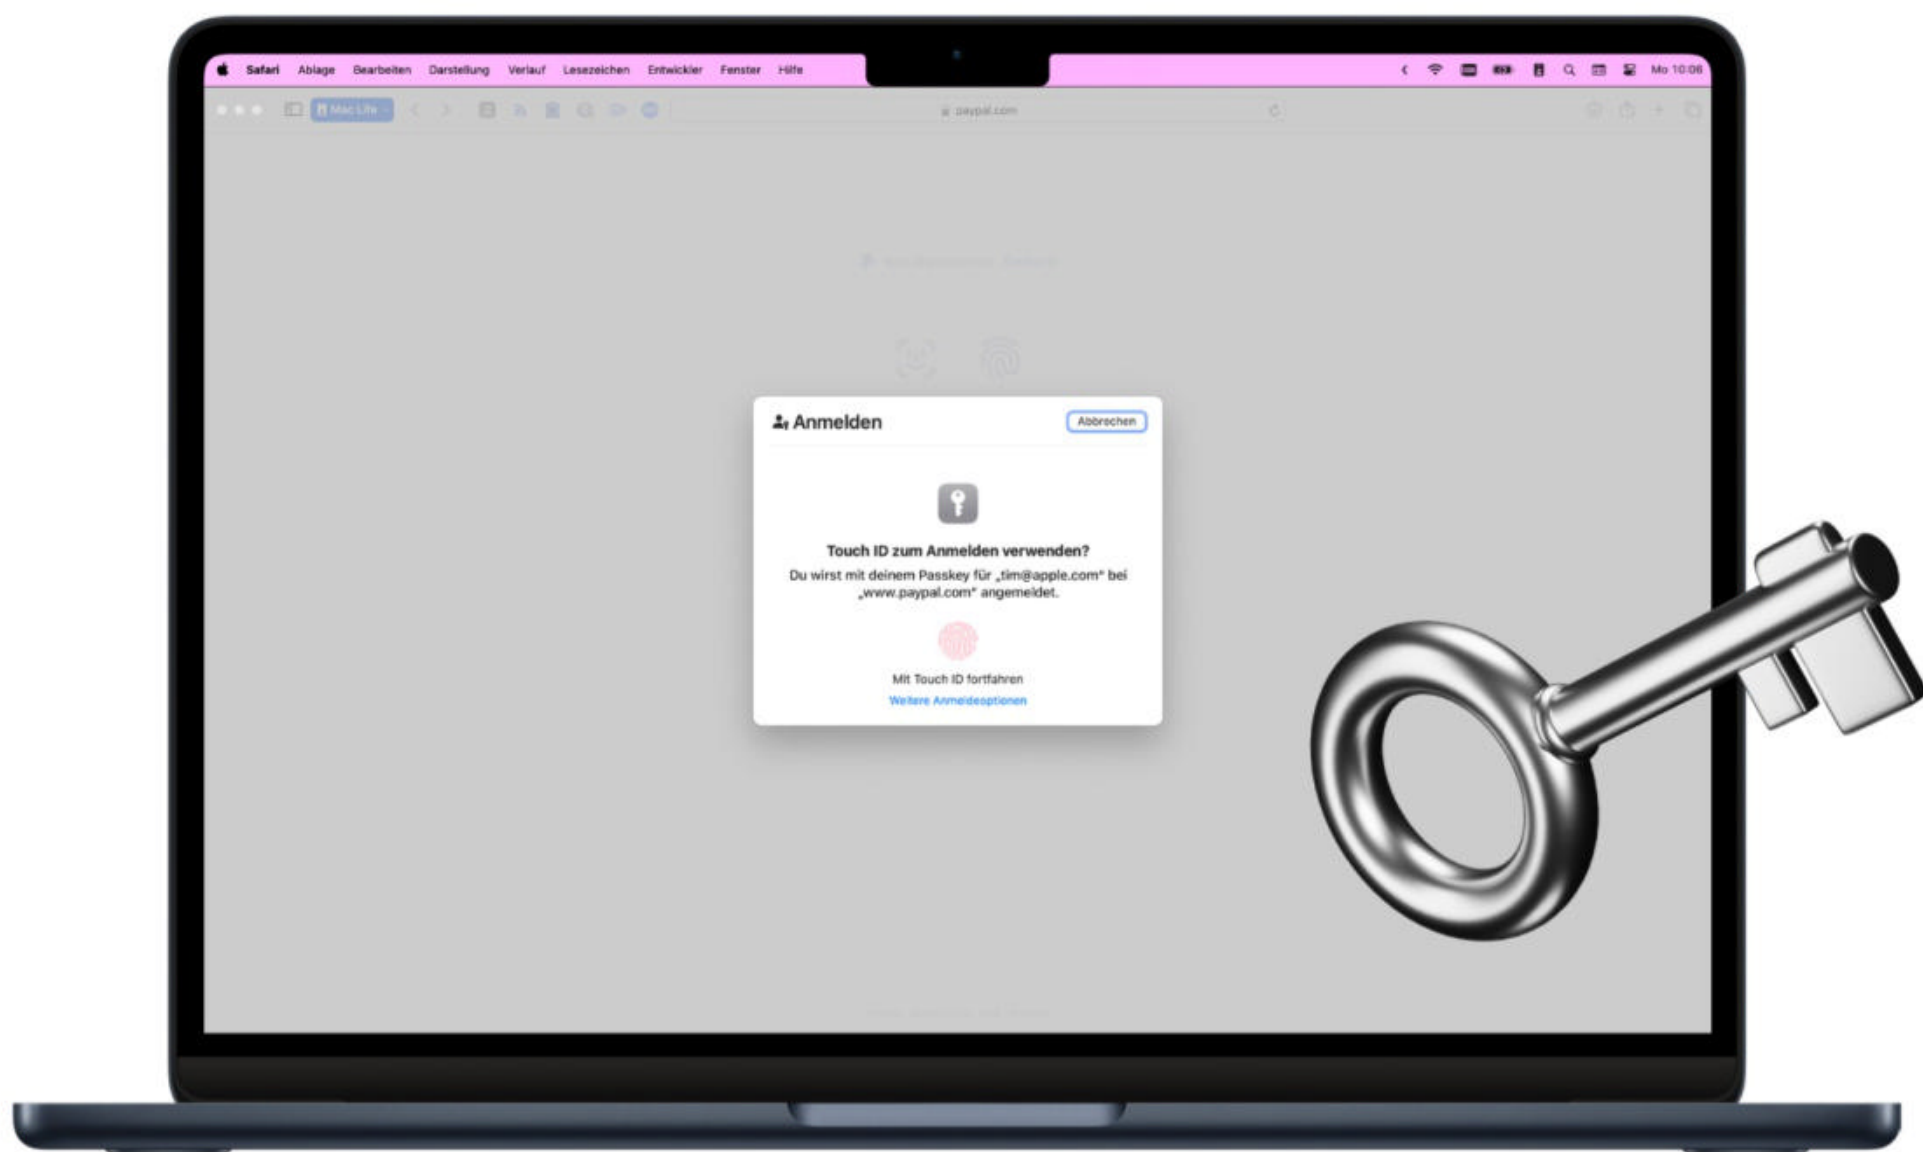 Safari Ablage Bearbeiten Darstellung Verlauf Lesezeichen Entwickler Fenster Hilfe Mo 10:06
Mac Life paypal.com
Anmelden Abbrechen
Touch ID zum Anmelden verwenden?
Du wirst mit deinem Passkey für „tim@apple.com“ bei
„www.paypal.com“ angemeldet.
Mit Touch ID fortfahren
Weitere Anmeldeoptionen